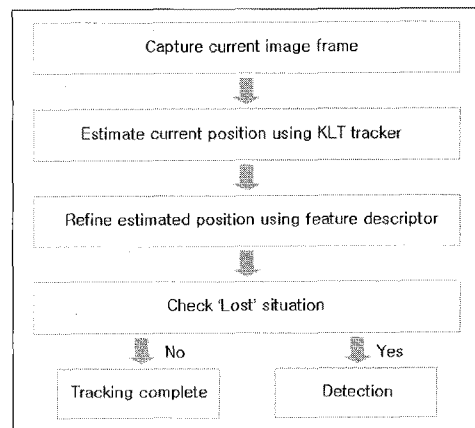 Capture current image frame
Estimate current position using KLT tracker
Refine estimated position using feature descriptor
Check 'Lost' situation
No
Yes
Tracking complete
Detection